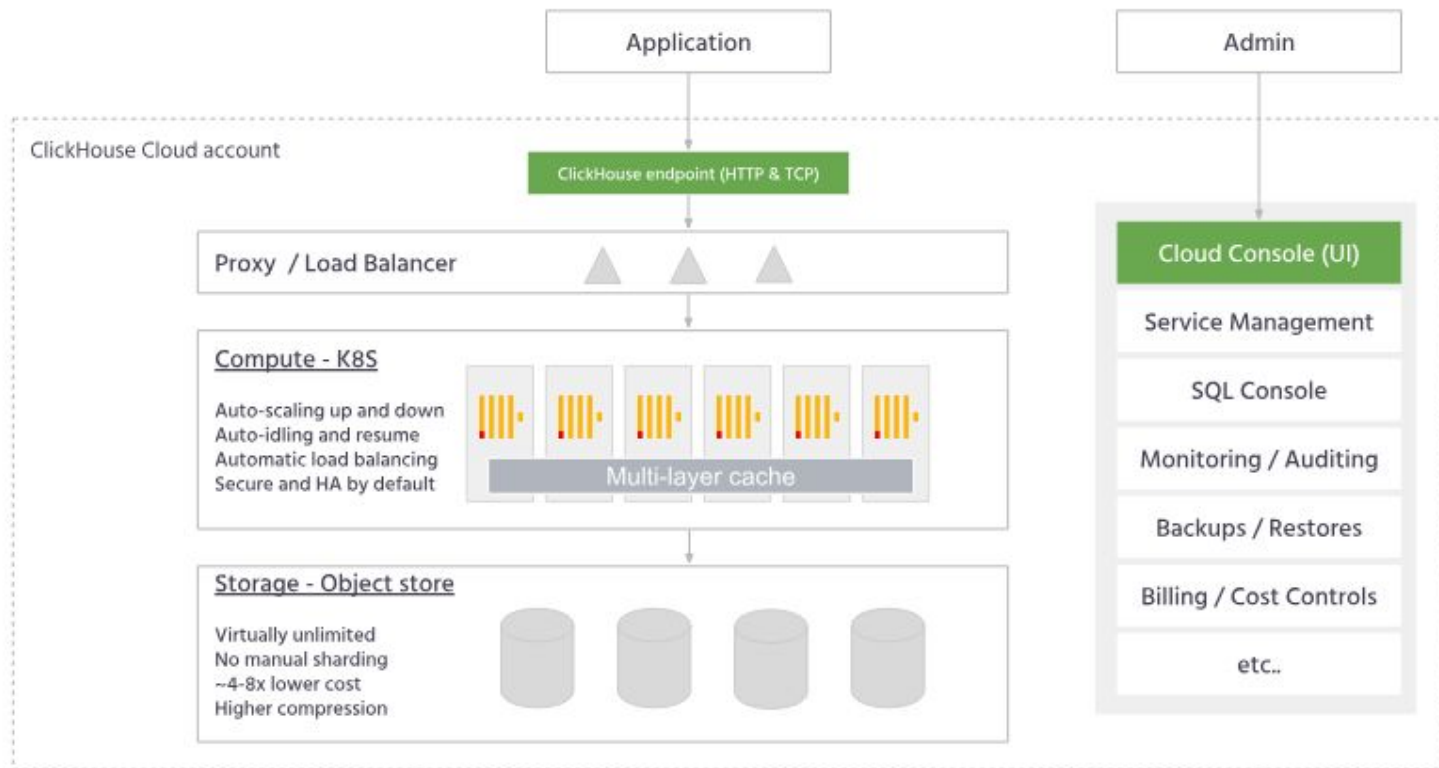 Application
Admin
ClickHouse Cloud account
ClickHouse endpoint (HTTP & TCP)
Proxy / Load Balancer
Compute - K8S
Auto-scaling up and down
Auto-idling and resume
Automatic load balancing
Secure and HA by default
Multi-layer cache
Storage - Object store
Virtually unlimited
No manual sharding
~4-8x lower cost
Higher compression
Cloud Console (UI)
Service Management
SQL Console
Monitoring / Auditing
Backups / Restores
Billing / Cost Controls
etc..